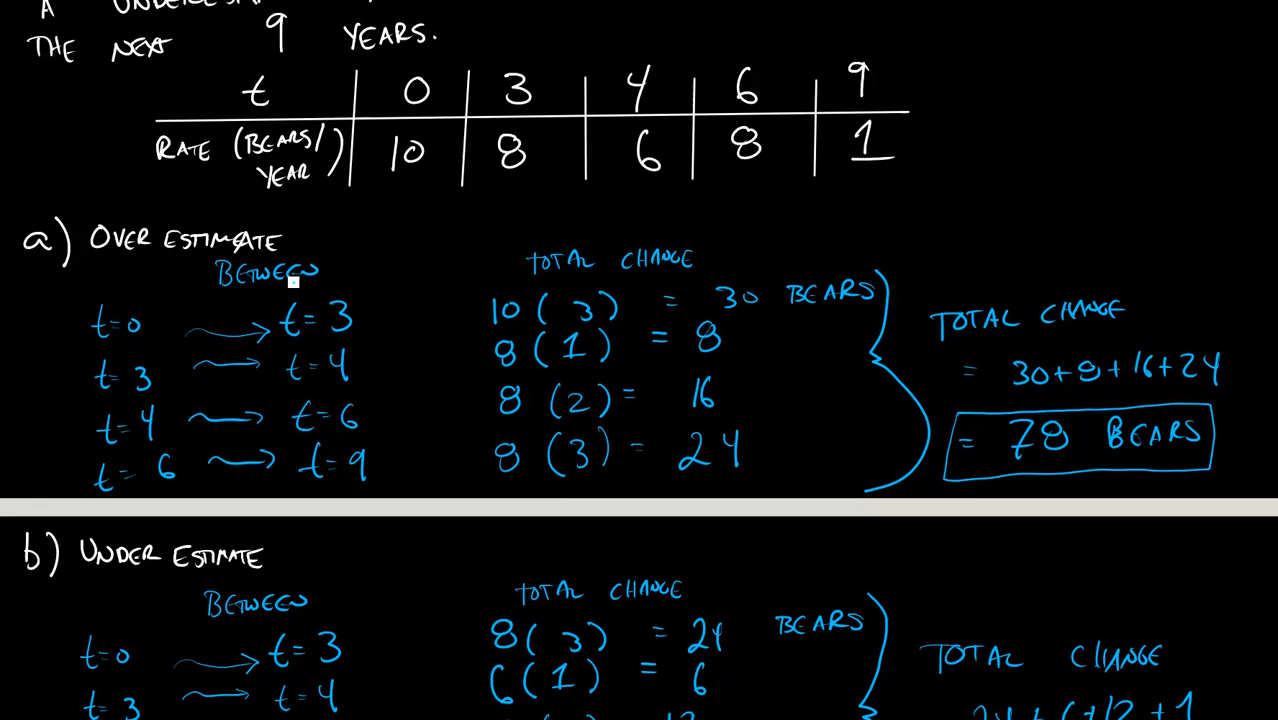 A UNDERESTI
THE NEXT 9 YEARS.
t 0 3 4 6 9
RATE (BEARS/YEAR) 10 8 6 8 1
a) OVER ESTIMATE
BETWEEN TOTAL CHANGE
t=0 → t=3 10(3) = 30 BEARS
t=3 → t=4 8(1) = 8
t=4 → t=6 8(2) = 16
t=6 → t=9 8(3) = 24
TOTAL CHANGE
= 30+8+16+24
= 78 BEARS
b) UNDER ESTIMATE
BETWEEN TOTAL CHANGE
t=0 → t=3 8(3) = 24 BEARS
t=3 → t=4 6(1) = 6
TOTAL CHANGE